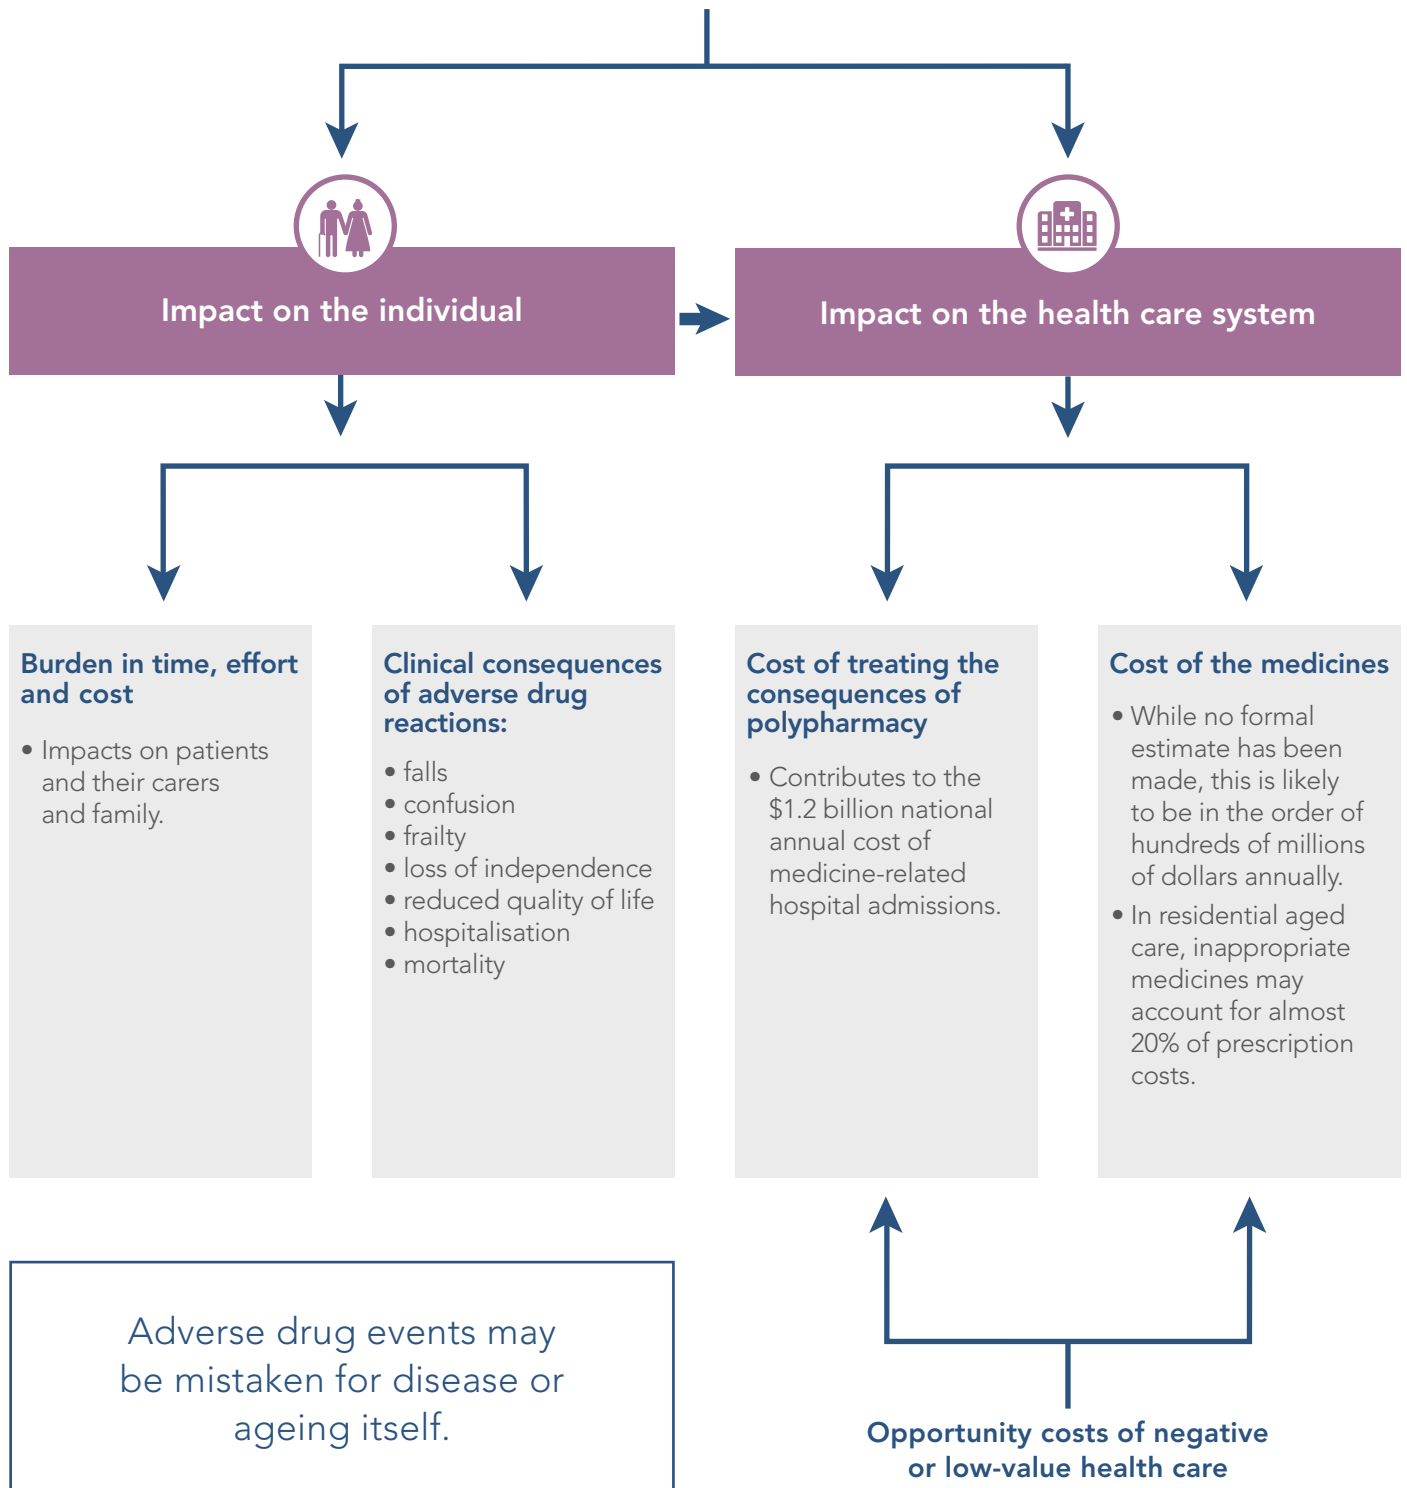 Impact on the individual
Impact on the health care system
Burden in time, effort
and cost
• Impacts on patients
and their carers
and family.
Clinical consequences
of adverse drug
reactions:
• falls
• confusion
• frailty
• loss of independence
• reduced quality of life
• hospitalisation
• mortality
Cost of treating the
consequences of
polypharmacy
• Contributes to the
$1.2 billion national
annual cost of
medicine-related
hospital admissions.
Cost of the medicines
• While no formal
estimate has been
made, this is likely
to be in the order of
hundreds of millions
of dollars annually.
• In residential aged
care, inappropriate
medicines may
account for almost
20% of prescription
costs.
Adverse drug events may
be mistaken for disease or
ageing itself.
Opportunity costs of negative
or low-value health care